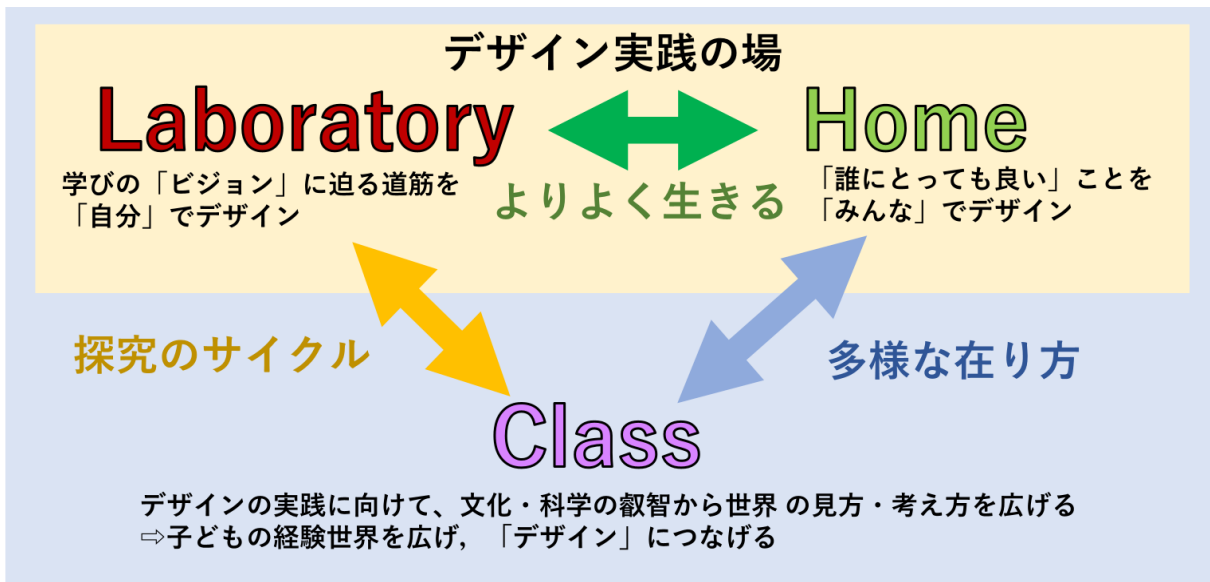 デザイン実践の場
Laboratory
Home
学びの「ビジョン」に迫る道筋を
「自分」でデザイン
よりよく生きる
「誰にとっても良い」ことを
「みんな」でデザイン
探究のサイクル
多様な在り方
Class
デザインの実践に向けて、文化・科学の叡智から世界 の見方・考え方を広げる
⇨子どもの経験世界を広げ，「デザイン」につなげる